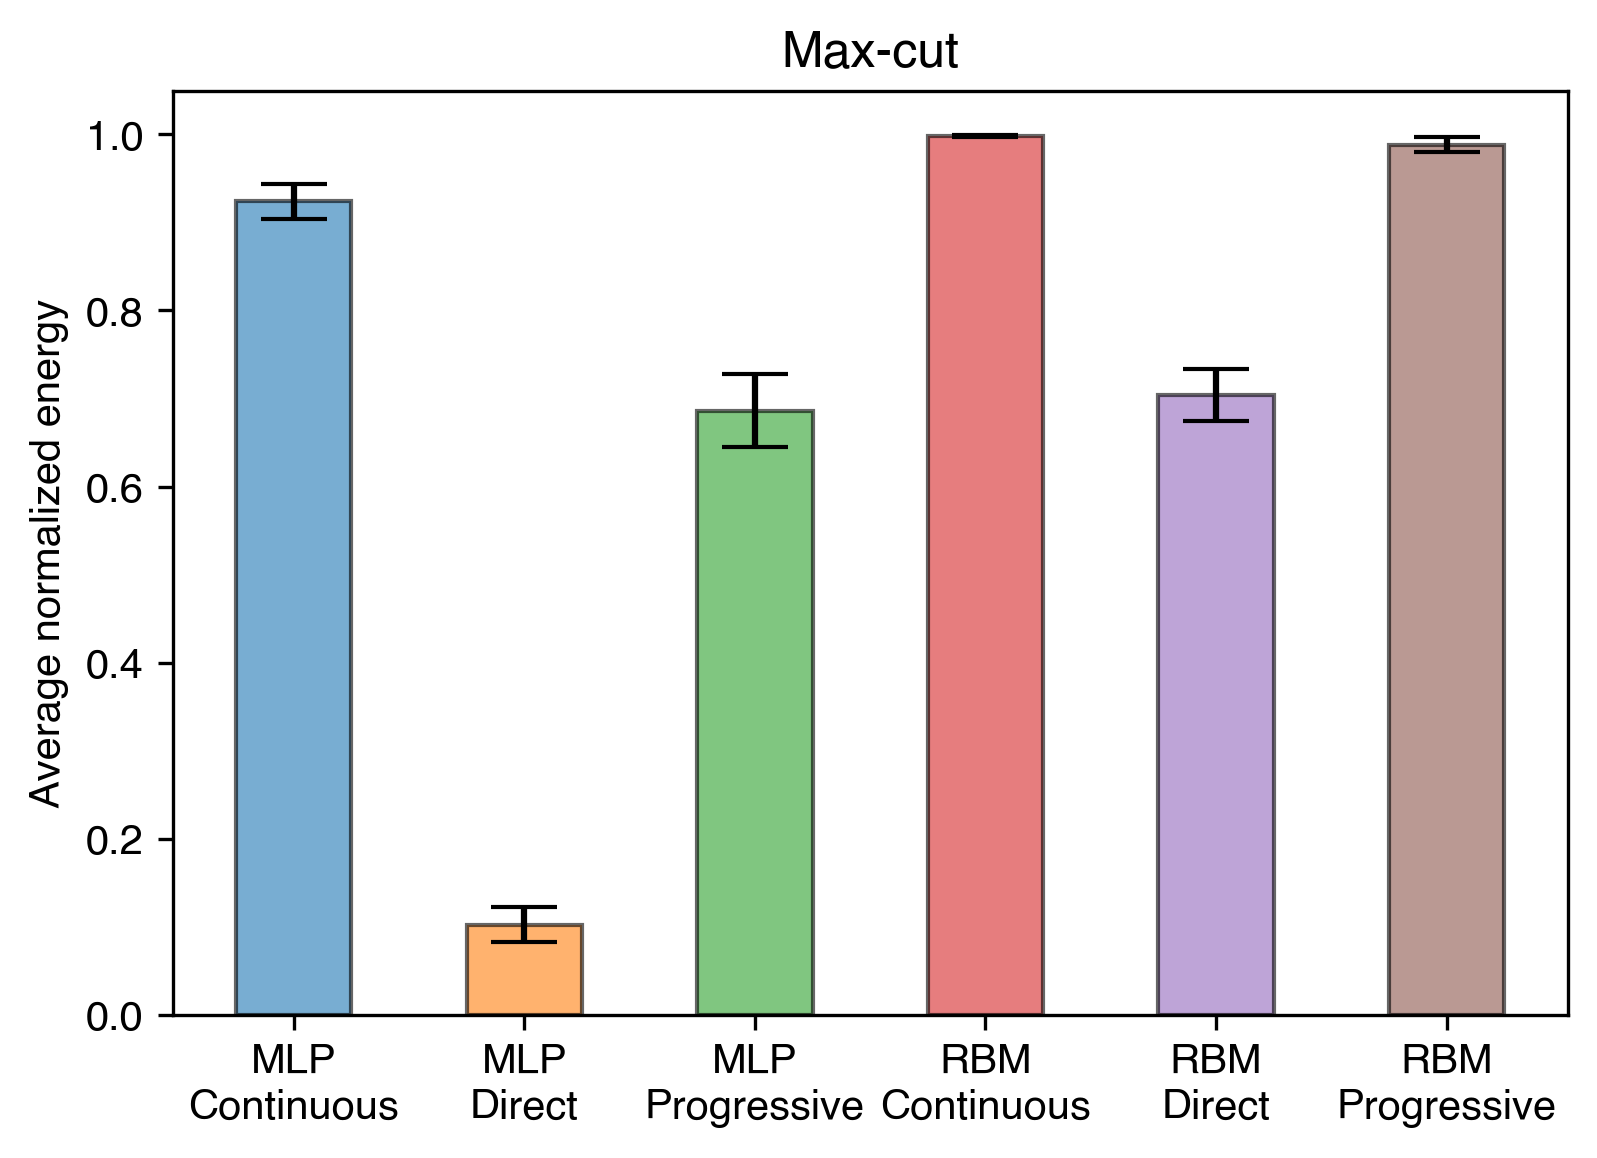 Max-cut
Average normalized energy
1.0
0.8
0.6
0.4
0.2
0.0
MLP
Continuous
MLP
Direct
MLP
Progressive
RBM
Continuous
RBM
Direct
RBM
Progressive